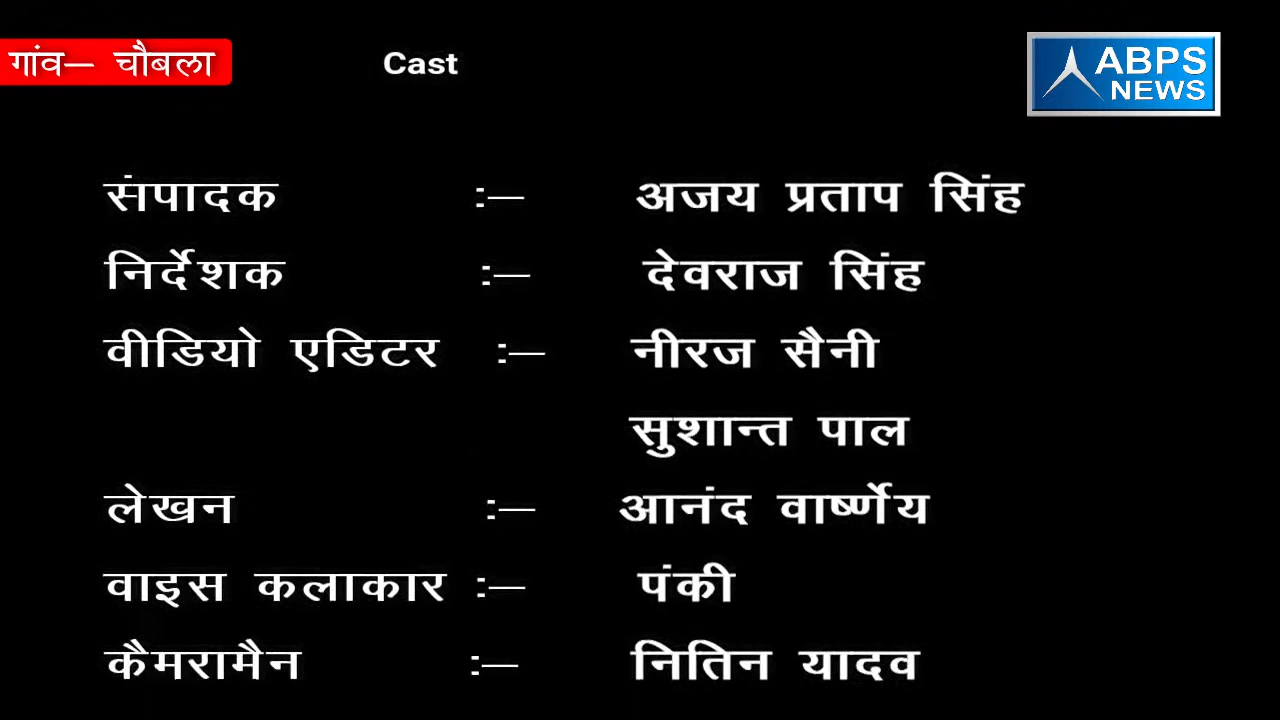 गांव— चौबला
Cast
ABPS
NEWS
संपादक :— अजय प्रताप सिंह
निर्देशक :— देवराज सिंह
वीडियो एडिटर :— नीरज सैनी
सुशान्त पाल
लेखन :— आनंद वार्ष्णेय
वाइस कलाकार :— पंकी
कैमरामैन :— नितिन यादव